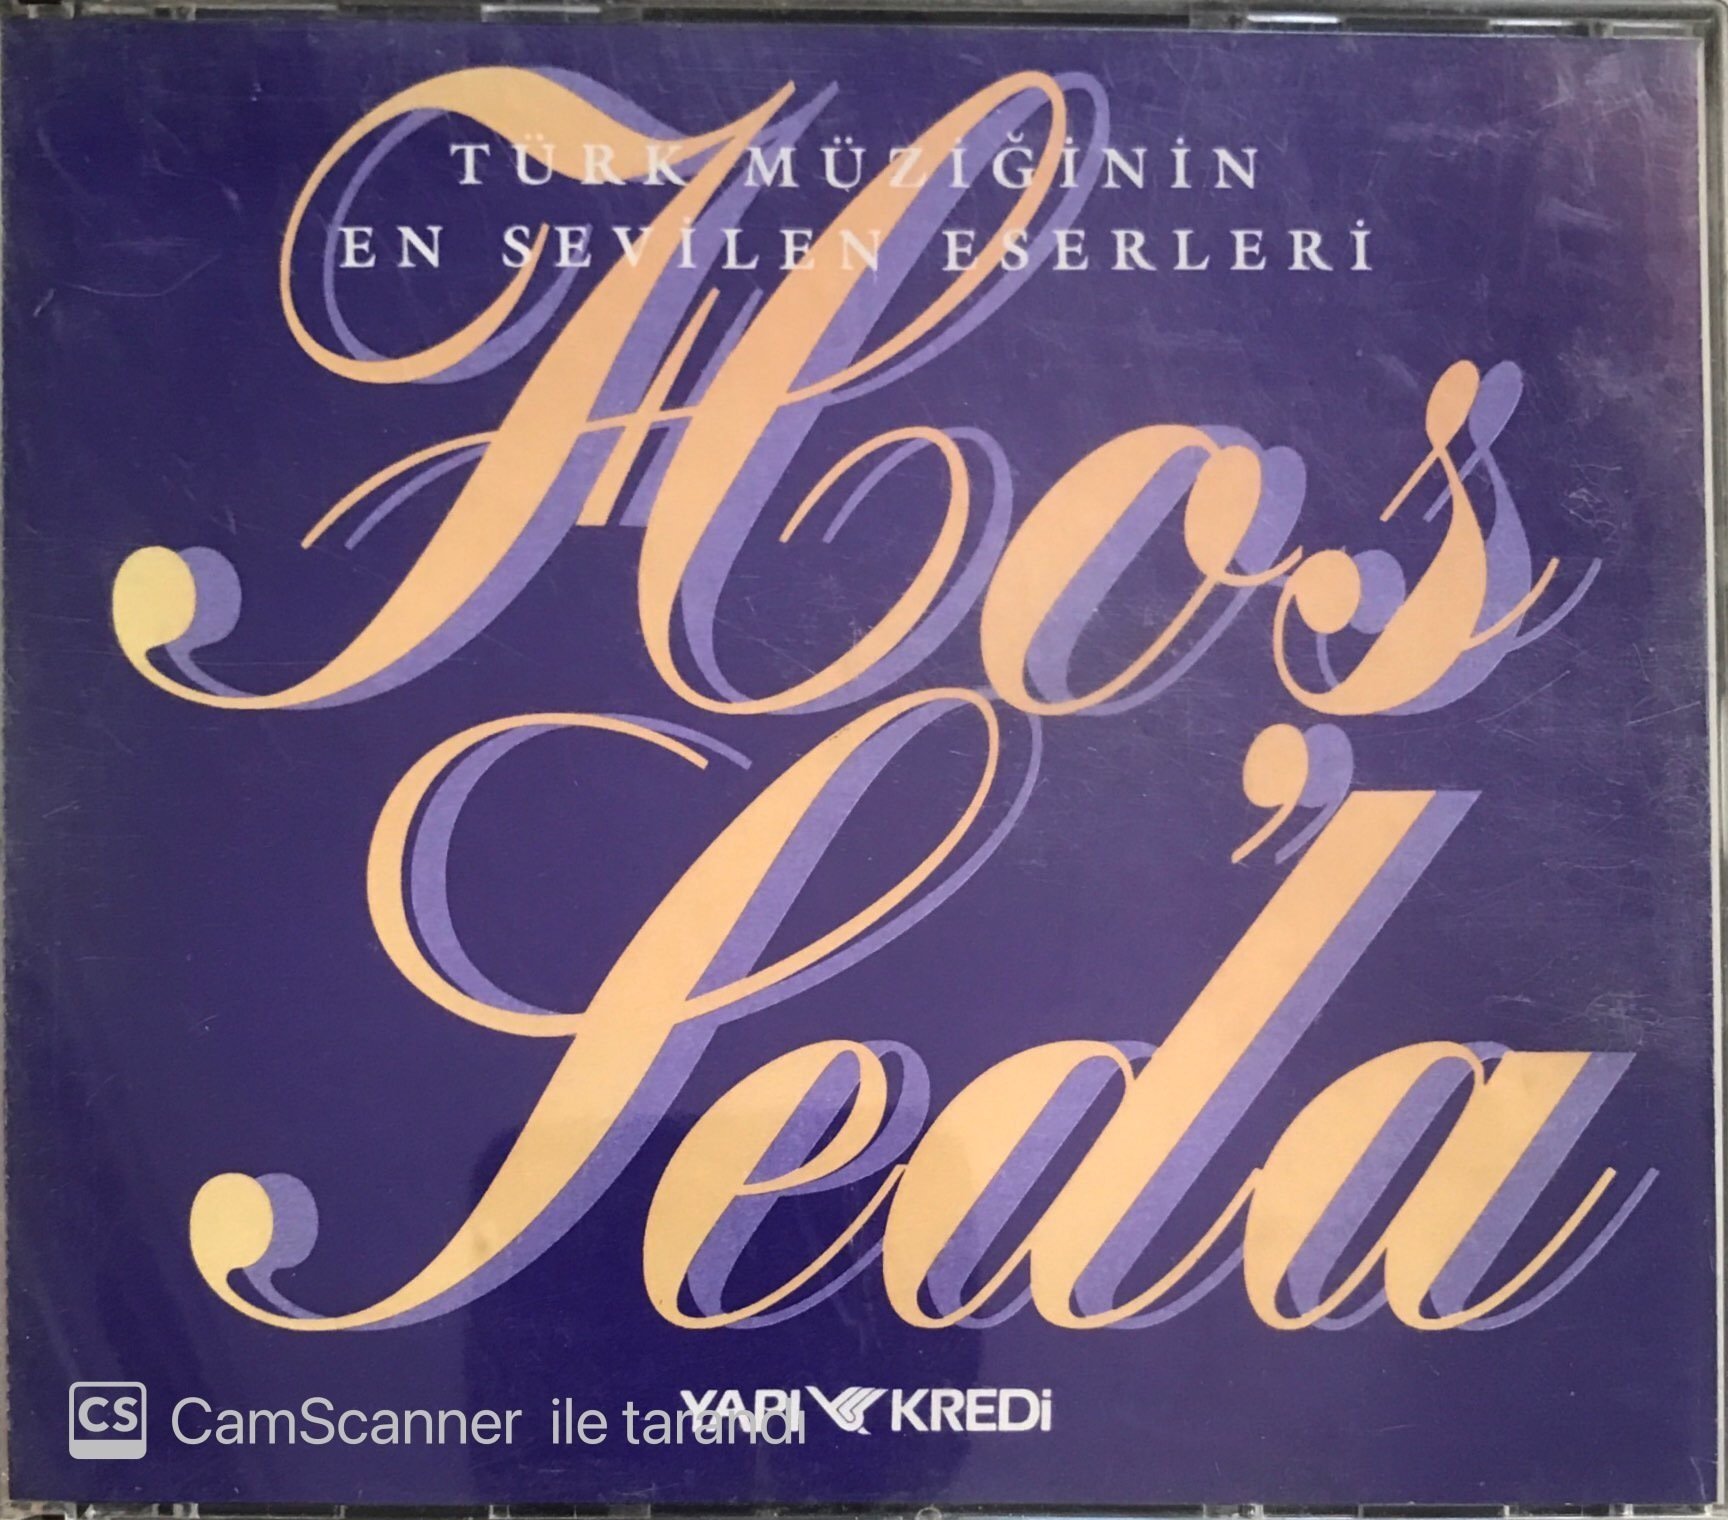 TÜRK MÜZİĞİNİN
EN SEVİLEN ESERLERİ
Hoş
Seda
YAPI KREDİ
CS CamScanner ile tarandı